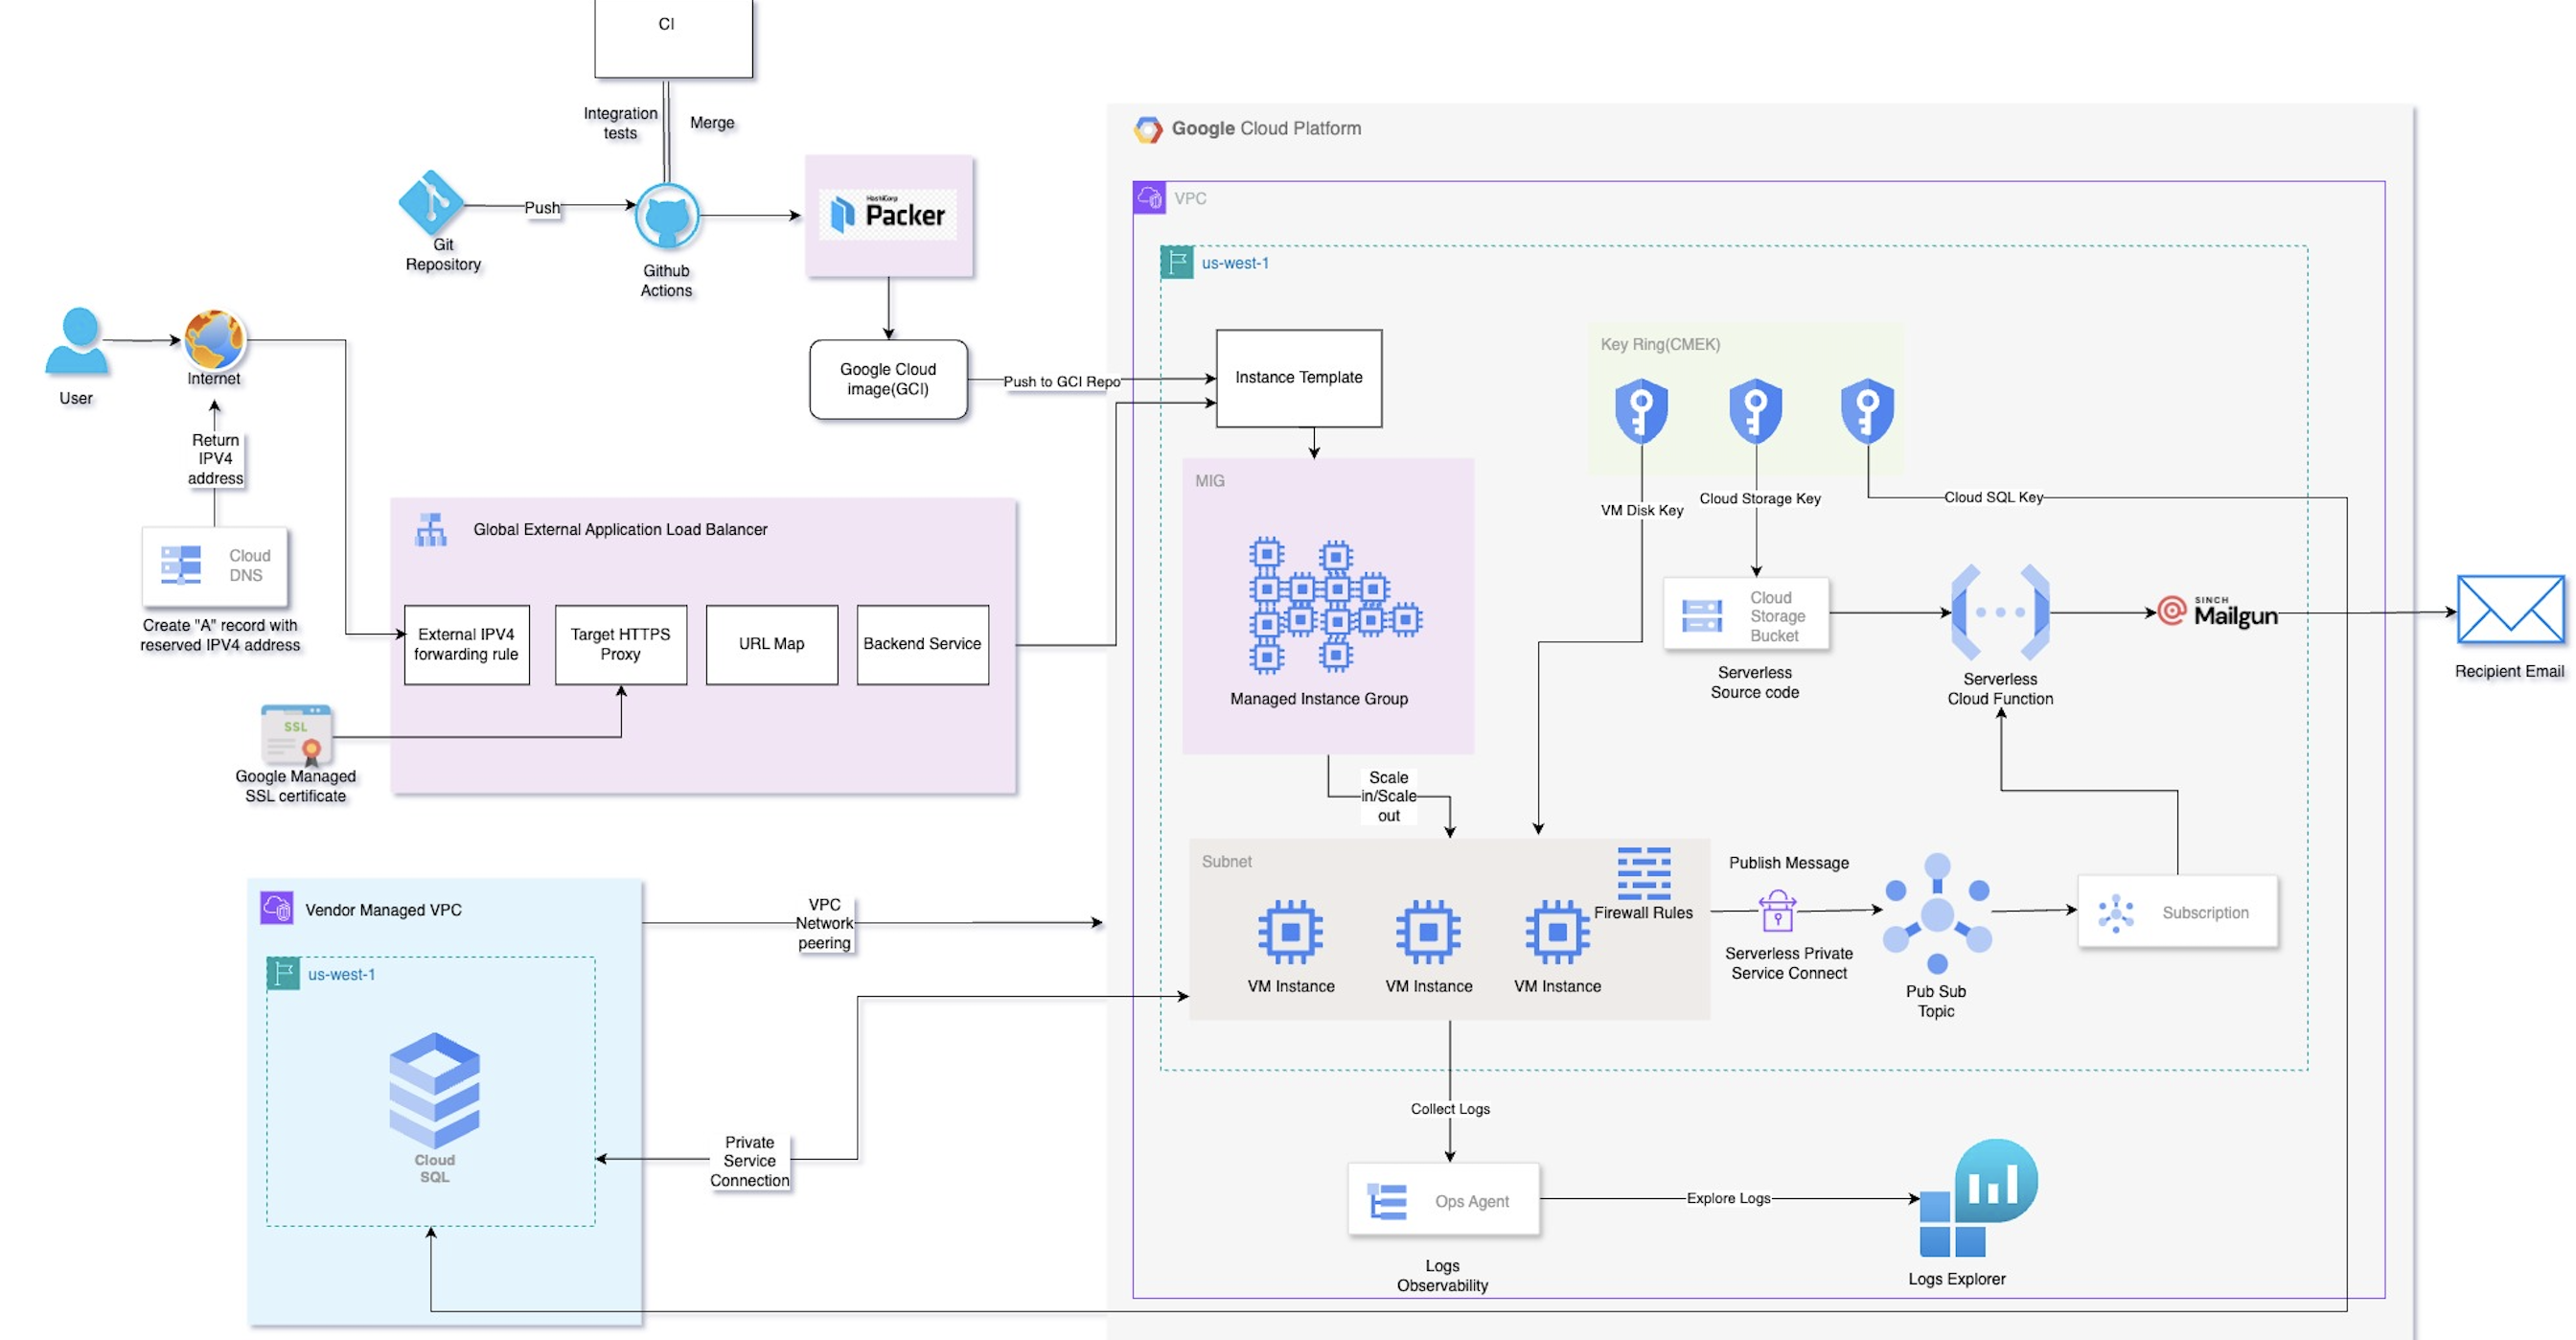 CI
Integration
tests
Merge
Push
Git
Repository
Github
Actions
HashiCorp
Packer
Google Cloud
image(GCI)
Push to GCI Repo
User
Internet
Return
IPV4
address
Cloud
DNS
Create "A" record with
reserved IPV4 address
SSL
Google Managed
SSL certificate
Global External Application Load Balancer
External IPV4
forwarding rule
Target HTTPS
Proxy
URL Map
Backend Service
Vendor Managed VPC
us-west-1
Cloud
SQL
VPC
Network
peering
Private
Service
Connection
Google Cloud Platform
VPC
us-west-1
Instance Template
MIG
Managed Instance Group
Scale
in/Scale
out
Key Ring(CMEK)
VM Disk Key
Cloud Storage Key
Cloud SQL Key
Cloud
Storage
Bucket
Serverless
Source code
Serverless
Cloud Function
SINCH
Mailgun
Recipient Email
Subnet
VM Instance
VM Instance
VM Instance
Firewall Rules
Publish Message
Serverless Private
Service Connect
Pub Sub
Topic
Subscription
Collect Logs
Ops Agent
Logs
Observability
Explore Logs
Logs Explorer